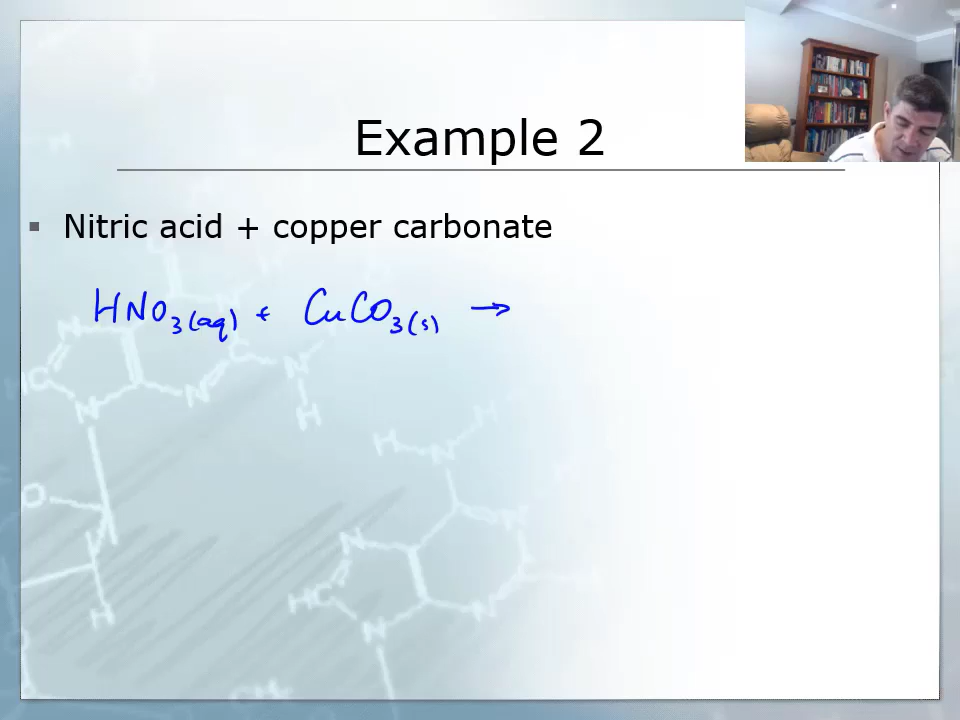 Example 2
▪ Nitric acid + copper carbonate
HNO₃(aq) + CuCO₃(s) →